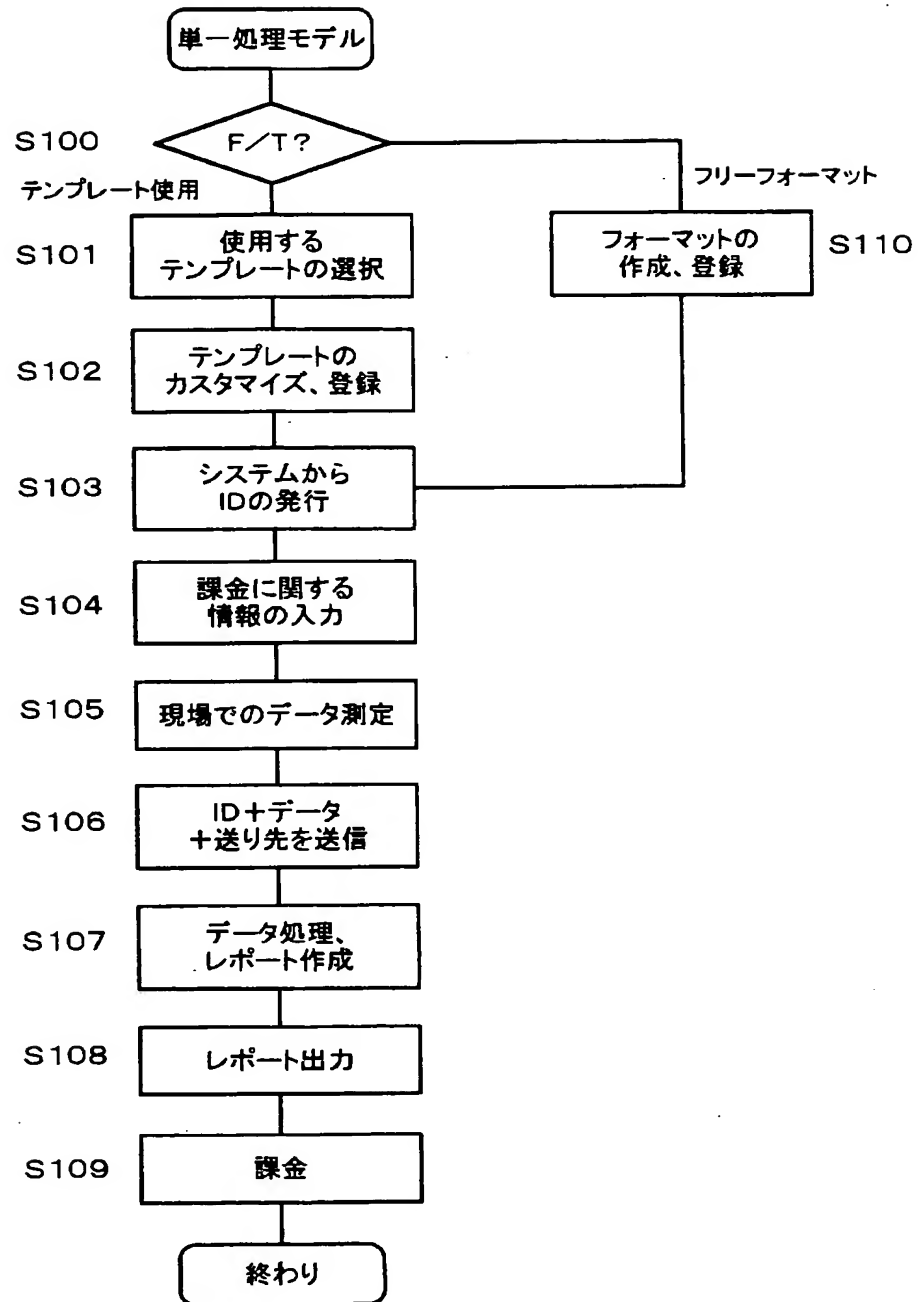 単一処理モデル
S100
F/T?
テンプレート使用
フリーフォーマット
S101
使用する
テンプレートの選択
フォーマットの
作成、登録
S110
S102
テンプレートの
カスタマイズ、登録
S103
システムから
IDの発行
S104
課金に関する
情報の入力
S105
現場でのデータ測定
S106
ID+データ
+送り先を送信
S107
データ処理、
レポート作成
S108
レポート出力
S109
課金
終わり